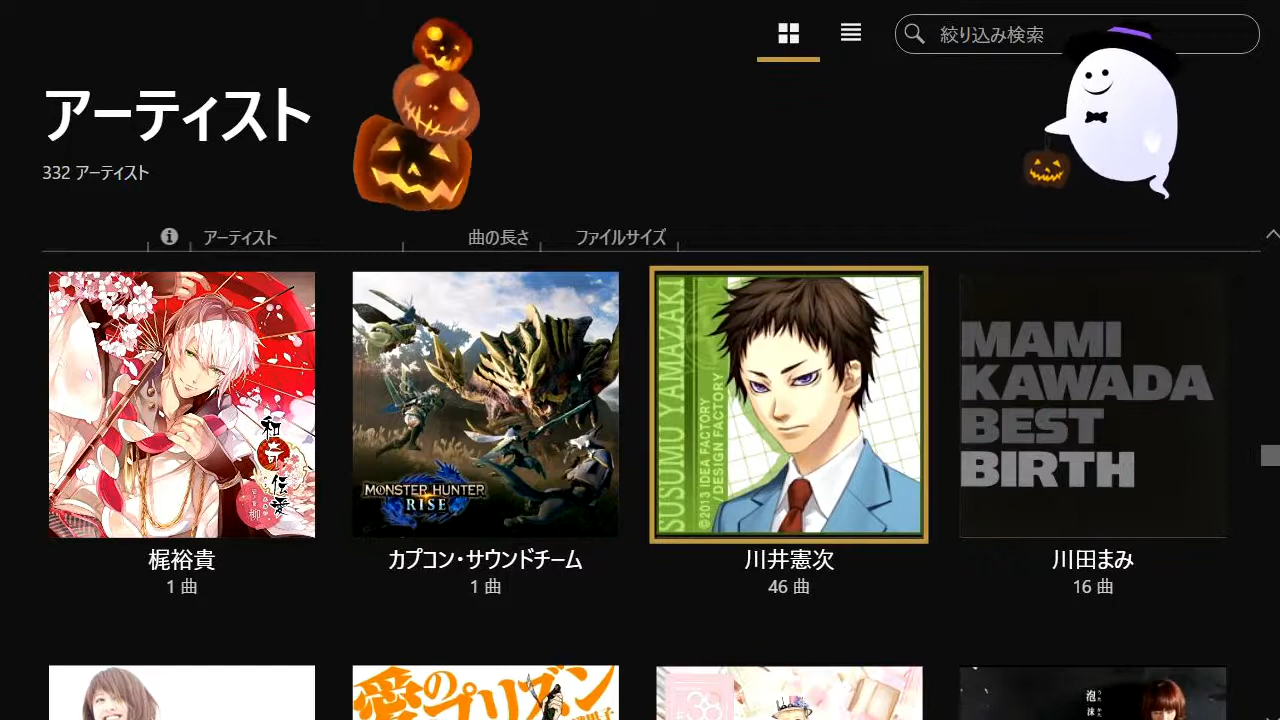 絞り込み検索
アーティスト
332 アーティスト
アーティスト
曲の長さ
ファイルサイズ
和奇伝愛
柳
MONSTER HUNTER
RISE
SUSUMU YAMAZAKI
©2013 IDEA FACTORY
/DESIGN FACTORY
MAMI
KAWADA
BEST
BIRTH
梶裕貴
カプコン・サウンドチーム
川井憲次
川田まみ
1 曲
1 曲
46 曲
16 曲
愛の
プリズン
泡
沫